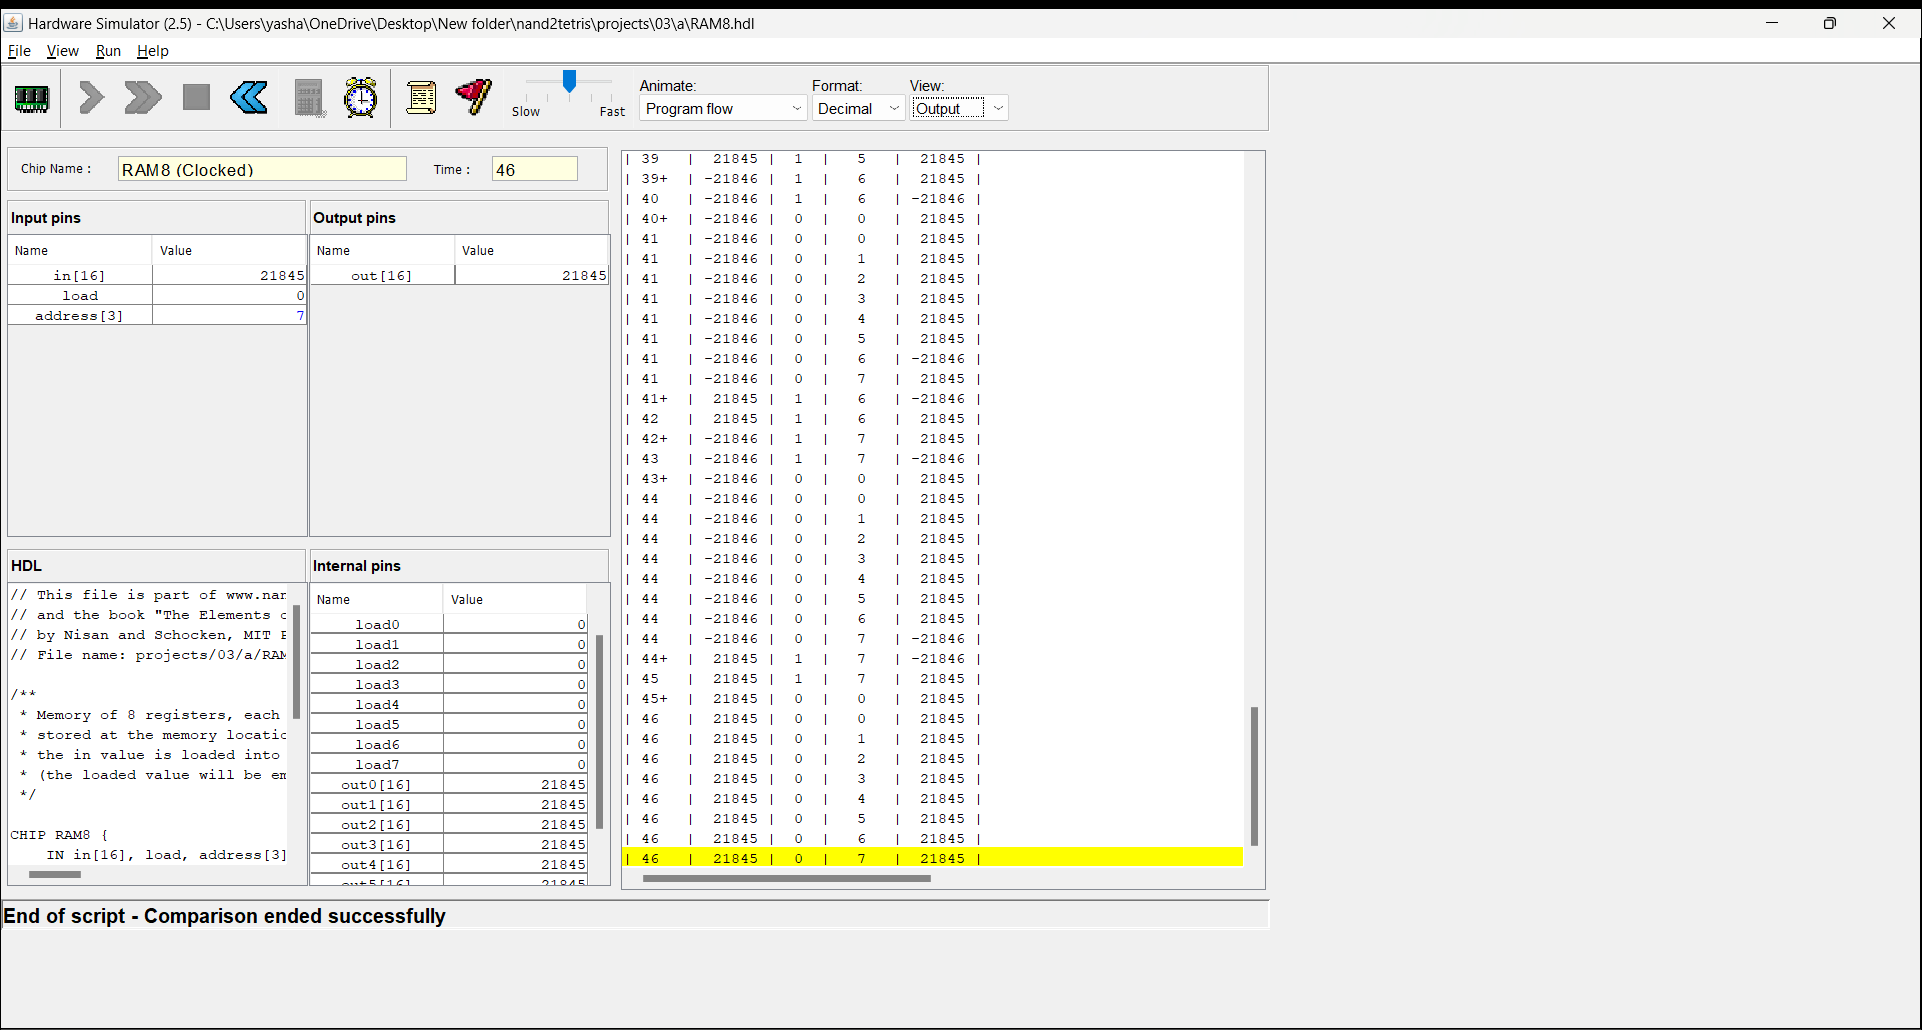 Hardware Simulator (2.5) - C:\Users\yasha\OneDrive\Desktop\New folder\nand2tetris\projects\03\a\RAM8.hdl
File View Run Help
Slow Fast
Animate: Format: View:
Program flow Decimal Output
Chip Name : RAM8 (Clocked) Time : 46
Input pins
Name Value
in[16] 21845
load 0
address[3] 7
Output pins
Name Value
out[16] 21845
HDL
// This file is part of
// and the book "The Elements
// by Nisan and Schocken, MIT
// File name: projects/03/a/RAM
/**
* Memory of 8 registers, each
* stored at the memory
* the in value is loaded into
* (the loaded value will be
*/
CHIP RAM8 {
IN in[16], load, address[3]
Internal pins
Name Value
load0 0
load1 0
load2 0
load3 0
load4 0
load5 0
load6 0
load7 0
out0[16] 21845
out1[16] 21845
out2[16] 21845
out3[16] 21845
out4[16] 21845
out5[16] 21845
| 39 | 21845 | 1 | 5 | 21845 |
| 39+ | -21846 | 1 | 6 | 21845 |
| 40 | -21846 | 1 | 6 | -21846 |
| 40+ | -21846 | 0 | 0 | 21845 |
| 41 | -21846 | 0 | 0 | 21845 |
| 41 | -21846 | 0 | 1 | 21845 |
| 41 | -21846 | 0 | 2 | 21845 |
| 41 | -21846 | 0 | 3 | 21845 |
| 41 | -21846 | 0 | 4 | 21845 |
| 41 | -21846 | 0 | 5 | 21845 |
| 41 | -21846 | 0 | 6 | -21846 |
| 41 | -21846 | 0 | 7 | 21845 |
| 41+ | 21845 | 1 | 6 | -21846 |
| 42 | 21845 | 1 | 6 | 21845 |
| 42+ | -21846 | 1 | 7 | 21845 |
| 43 | -21846 | 1 | 7 | -21846 |
| 43+ | -21846 | 0 | 0 | 21845 |
| 44 | -21846 | 0 | 0 | 21845 |
| 44 | -21846 | 0 | 1 | 21845 |
| 44 | -21846 | 0 | 2 | 21845 |
| 44 | -21846 | 0 | 3 | 21845 |
| 44 | -21846 | 0 | 4 | 21845 |
| 44 | -21846 | 0 | 5 | 21845 |
| 44 | -21846 | 0 | 6 | 21845 |
| 44 | -21846 | 0 | 7 | -21846 |
| 44+ | 21845 | 1 | 7 | -21846 |
| 45 | 21845 | 1 | 7 | 21845 |
| 45+ | 21845 | 0 | 0 | 21845 |
| 46 | 21845 | 0 | 0 | 21845 |
| 46 | 21845 | 0 | 1 | 21845 |
| 46 | 21845 | 0 | 2 | 21845 |
| 46 | 21845 | 0 | 3 | 21845 |
| 46 | 21845 | 0 | 4 | 21845 |
| 46 | 21845 | 0 | 5 | 21845 |
| 46 | 21845 | 0 | 6 | 21845 |
| 46 | 21845 | 0 | 7 | 21845 |
End of script - Comparison ended successfully